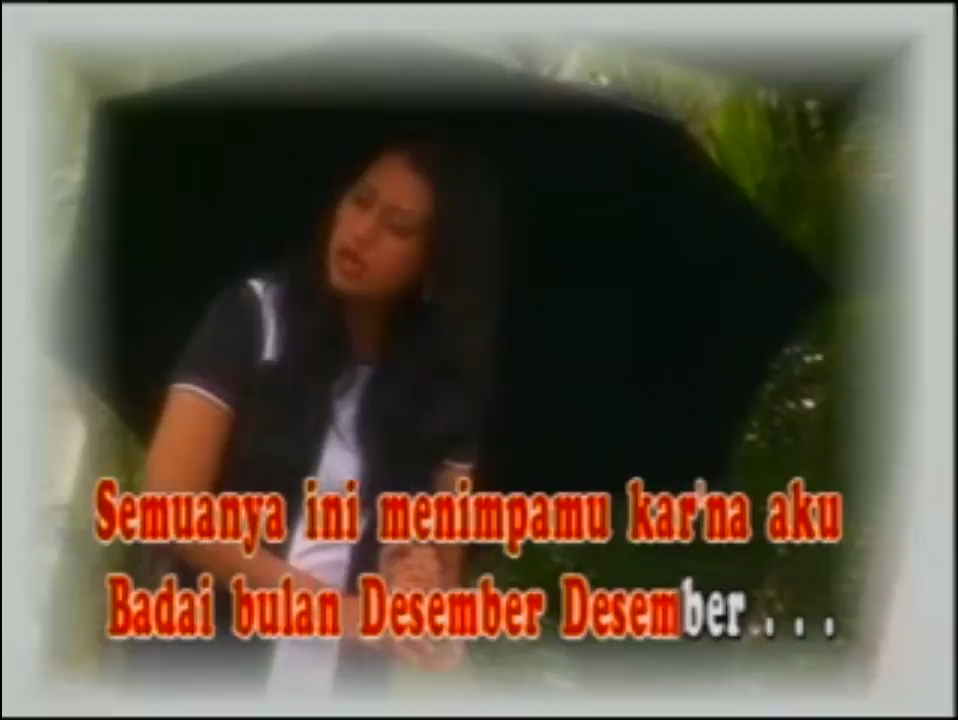 Semuanya ini menimpamu kar'na aku
Badai bulan Desember Desember . . . .